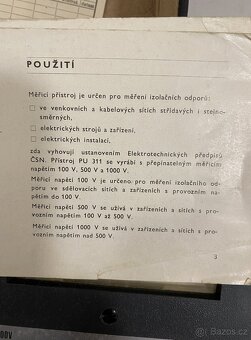 POUŽITÍ
Měřicí přístroj je určen pro měření izolačních odporů:
ve venkovních a kabelových sítích střídavých i stejno-
směrných,
elektrických strojů a zařízení,
zda vyhovují ustanovením Elektrotechnických předpisů
ČSN. Přístroj PU 311 se vyrábí s přepínatelným měřicím
napětím 100 V, 500 V a 1000 V.
Měřicí napětí 100 V je určeno pro měření izolačního od-
poru ve sdělovacích sítích a zařízeních s provozním na-
pětím do 100 V.
Měřicí napětí 500 V se užívá v zařízeních a sítích s pro-
vozním napětím 100 V až 500 V.
Měřicí napětí 1000 V se užívá v zařízeních a sítích s pro-
vozním napětím nad 500 V.
3
00V
sbazar.cz